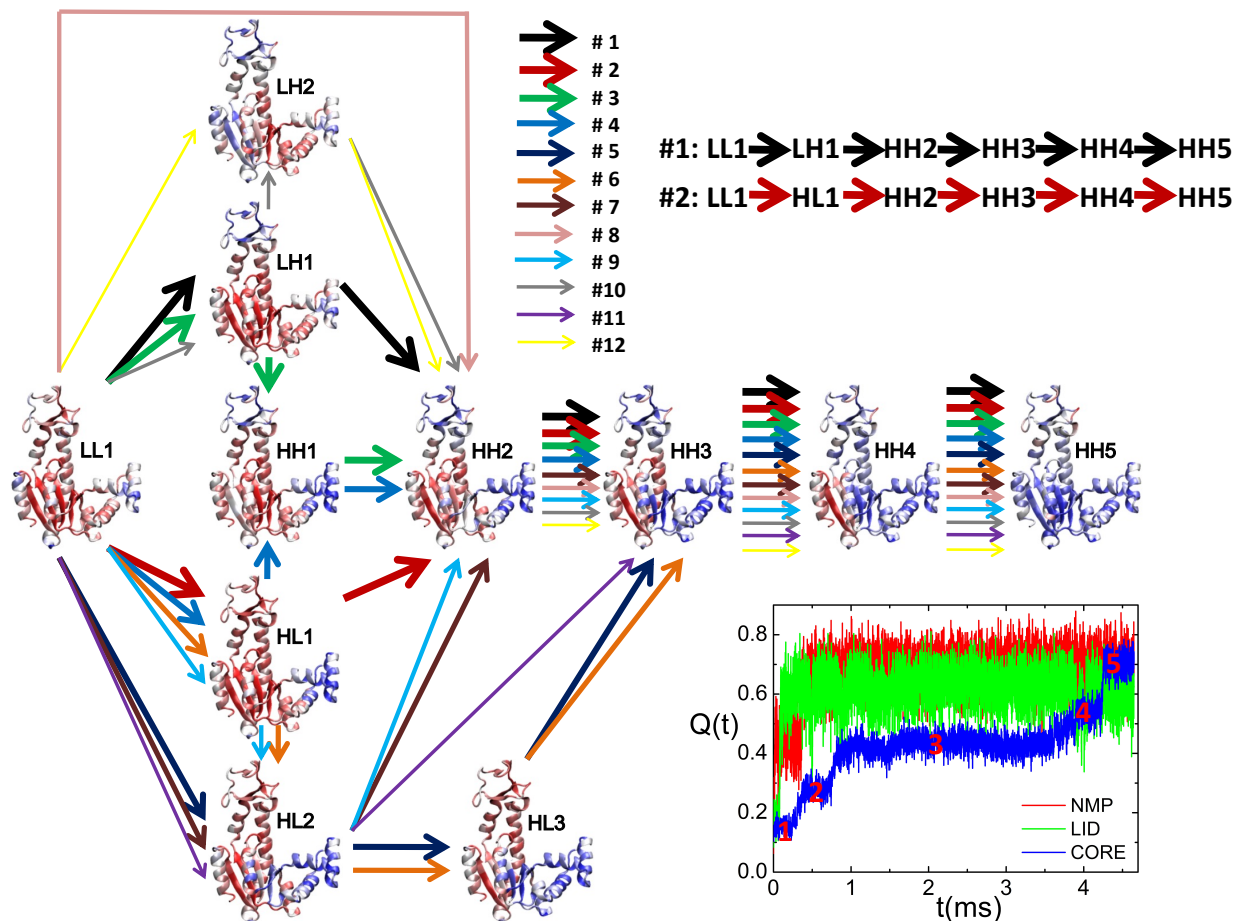 LH2
LH1
LL1
HH1
HH2
HH3
HH4
HH5
HL1
HL2
HL3
# 1
# 2
# 3
# 4
# 5
# 6
# 7
# 8
# 9
#10
#11
#12
#1: LL1 LH1 HH2 HH3 HH4 HH5
#2: LL1 HL1 HH2 HH3 HH4 HH5
Q(t)
0.8
0.6
0.4
0.2
0.0
1
2
3
4
5
NMP
LID
CORE
0 1 2 3 4
t(ms)